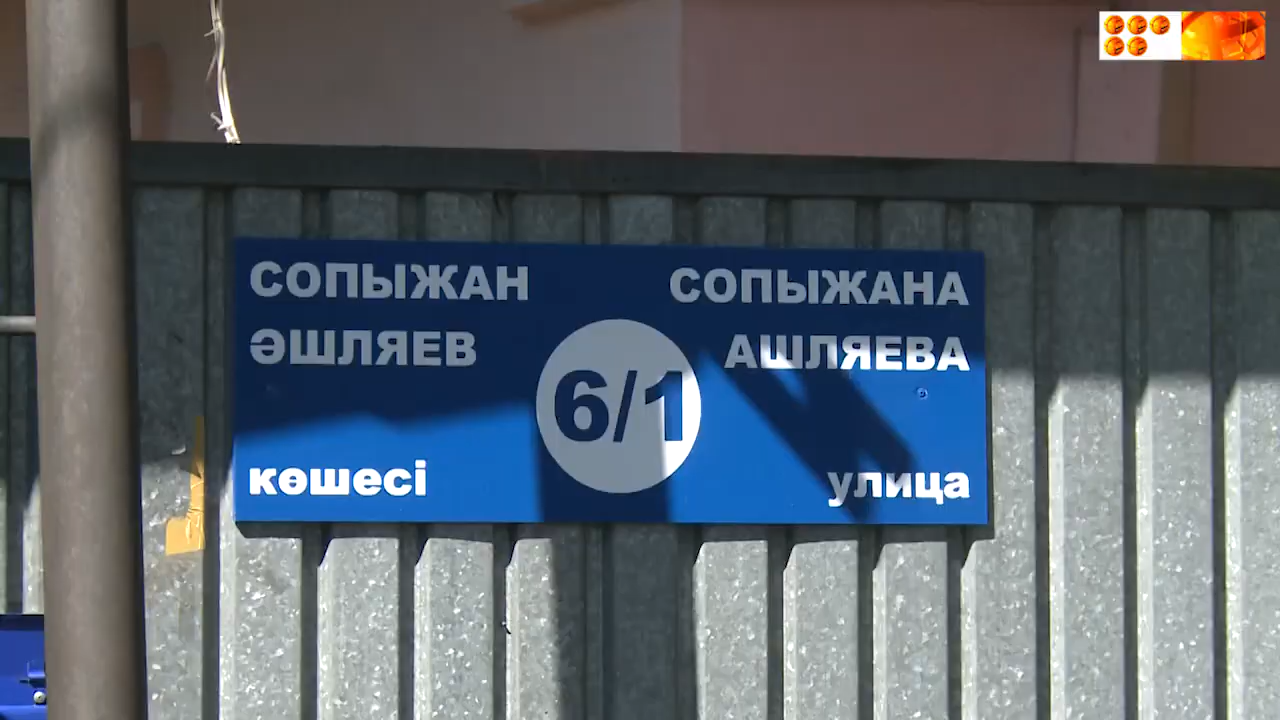 СОПЫЖАН
ӘШЛЯЕВ
көшесі
6/1
СОПЫЖАНА
АШЛЯЕВА
улица